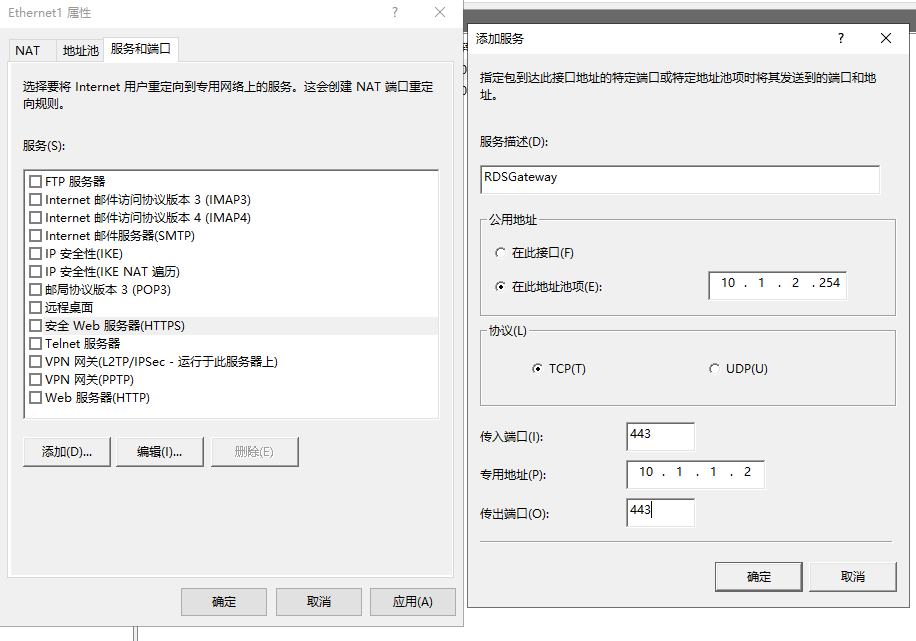 Ethernet1 属性
?
NAT
地址池
服务和端口
选择要将 Internet 用户重定向到专用网络上的服务。这会创建 NAT 端口重定
向规则。
服务(S):
FTP 服务器
Internet 邮件访问协议版本 3 (IMAP3)
Internet 邮件访问协议版本 4 (IMAP4)
Internet 邮件服务器(SMTP)
IP 安全性(IKE)
IP 安全性(IKE NAT 遍历)
邮局协议版本 3 (POP3)
远程桌面
安全 Web 服务器(HTTPS)
Telnet 服务器
VPN 网关(L2TP/IPSec - 运行于此服务器上)
VPN 网关(PPTP)
Web 服务器(HTTP)
添加(D)...
编辑(I)...
删除(E)
确定
取消
应用(A)
添加服务
?
指定包到达此接口地址的特定端口或特定地址池项时将其发送到的端口和地
址。
服务描述(D):
RDSGateway
公用地址
在此接口(F)
在此地址池项(E):
10 . 1 . 2 . 254
协议(L)
TCP(T)
UDP(U)
传入端口(I):
443
专用地址(P):
10 . 1 . 1 . 2
传出端口(O):
443
确定
取消